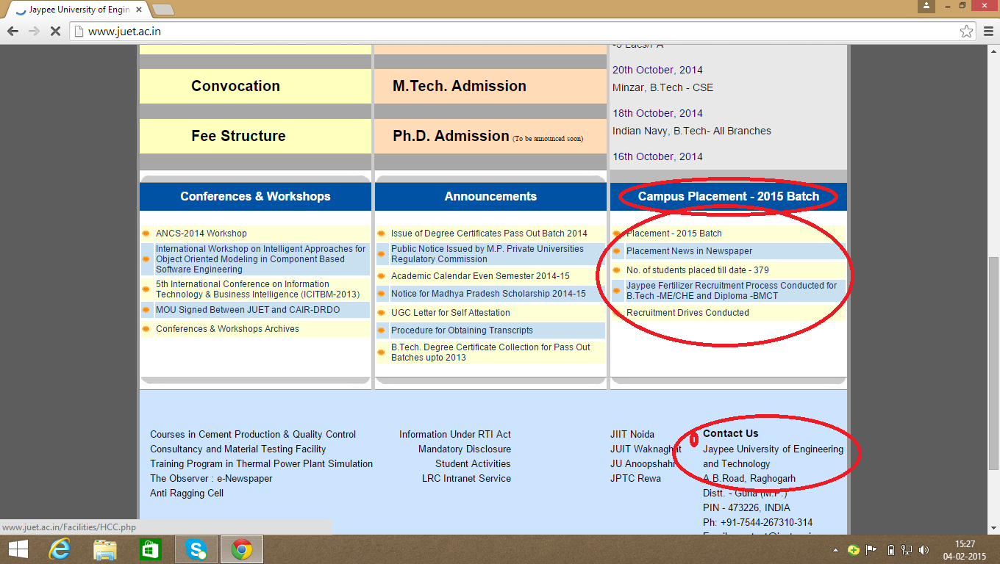 Jaypee University of Engin
www.juet.ac.in
Convocation
Fee Structure
M.Tech. Admission
Ph.D. Admission (To be announced soon)
20th October, 2014
Minzar, B.Tech - CSE
18th October, 2014
Indian Navy, B.Tech- All Branches
16th October, 2014
Conferences & Workshops
ANCS-2014 Workshop
International Workshop on Intelligent Approaches for
Object Oriented Modeling in Component Based
Software Engineering
5th International Conference on Information
Technology & Business Intelligence (ICITBM-2013)
MOU Signed Between JUET and CAIR-DRDO
Conferences & Workshops Archives
Announcements
Issue of Degree Certificates Pass Out Batch 2014
Public Notice Issued by M.P. Private Universities
Regulatory Commission
Academic Calendar Even Semester 2014-15
Notice for Madhya Pradesh Scholarship 2014-15
UGC Letter for Self Attestation
Procedure for Obtaining Transcripts
B.Tech. Degree Certificate Collection for Pass Out
Batches upto 2013
Campus Placement - 2015 Batch
Placement - 2015 Batch
Placement News in Newspaper
No. of students placed till date - 379
Jaypee Fertilizer Recruitment Process Conducted for
B.Tech -ME/CHE and Diploma -BMCT
Recruitment Drives Conducted
Courses in Cement Production & Quality Control
Consultancy and Material Testing Facility
Training Program in Thermal Power Plant Simulation
The Observer : e-Newspaper
Anti Ragging Cell
Information Under RTI Act
Mandatory Disclosure
Student Activities
LRC Intranet Service
JIIT Noida
JUIT Waknaghat
JU Anoopshahr
JPTC Rewa
Contact Us
Jaypee University of Engineering
and Technology
A.B.Road, Raghogarh
Distt. - Guna (M.P.)
PIN - 473226, INDIA
Ph: +91-7544-267310-314
www.juet.ac.in/Facilities/HCC.php
15:27
04-02-2015